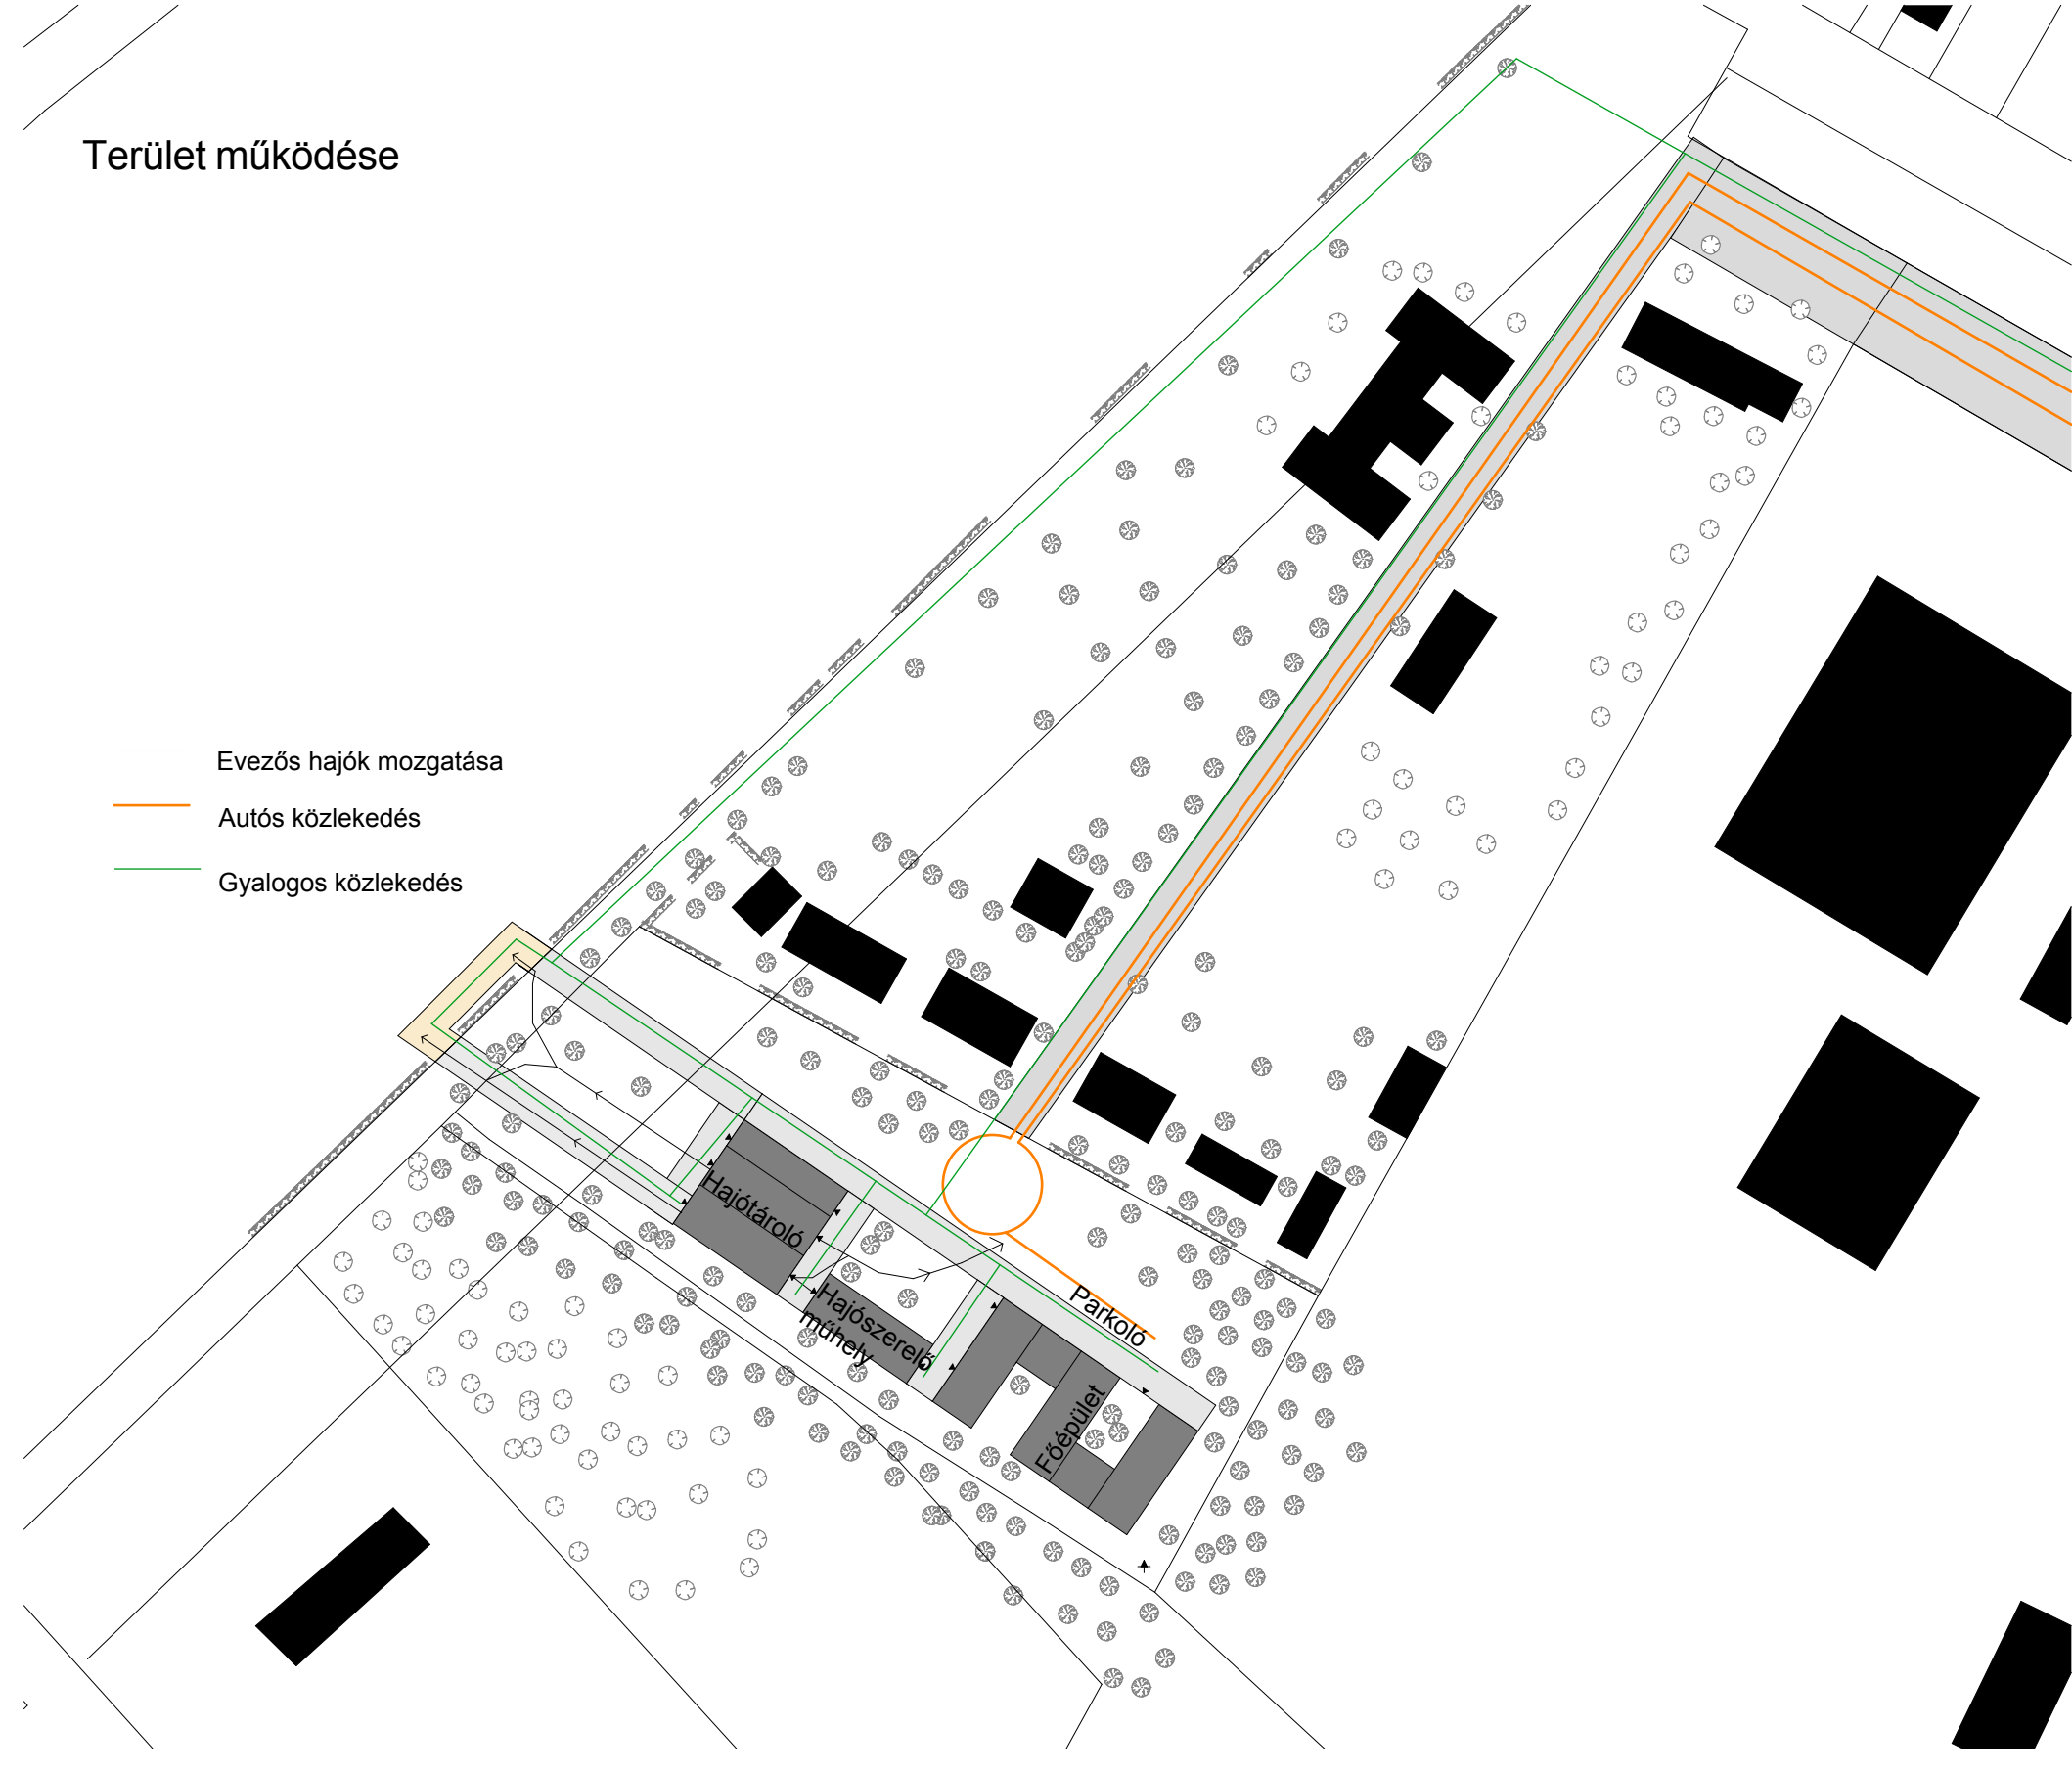 Terület működése
Evezős hajók mozgatása
Autós közlekedés
Gyalogos közlekedés
Hajótároló
Hajószerelő
műhely
Parkoló
Főépület